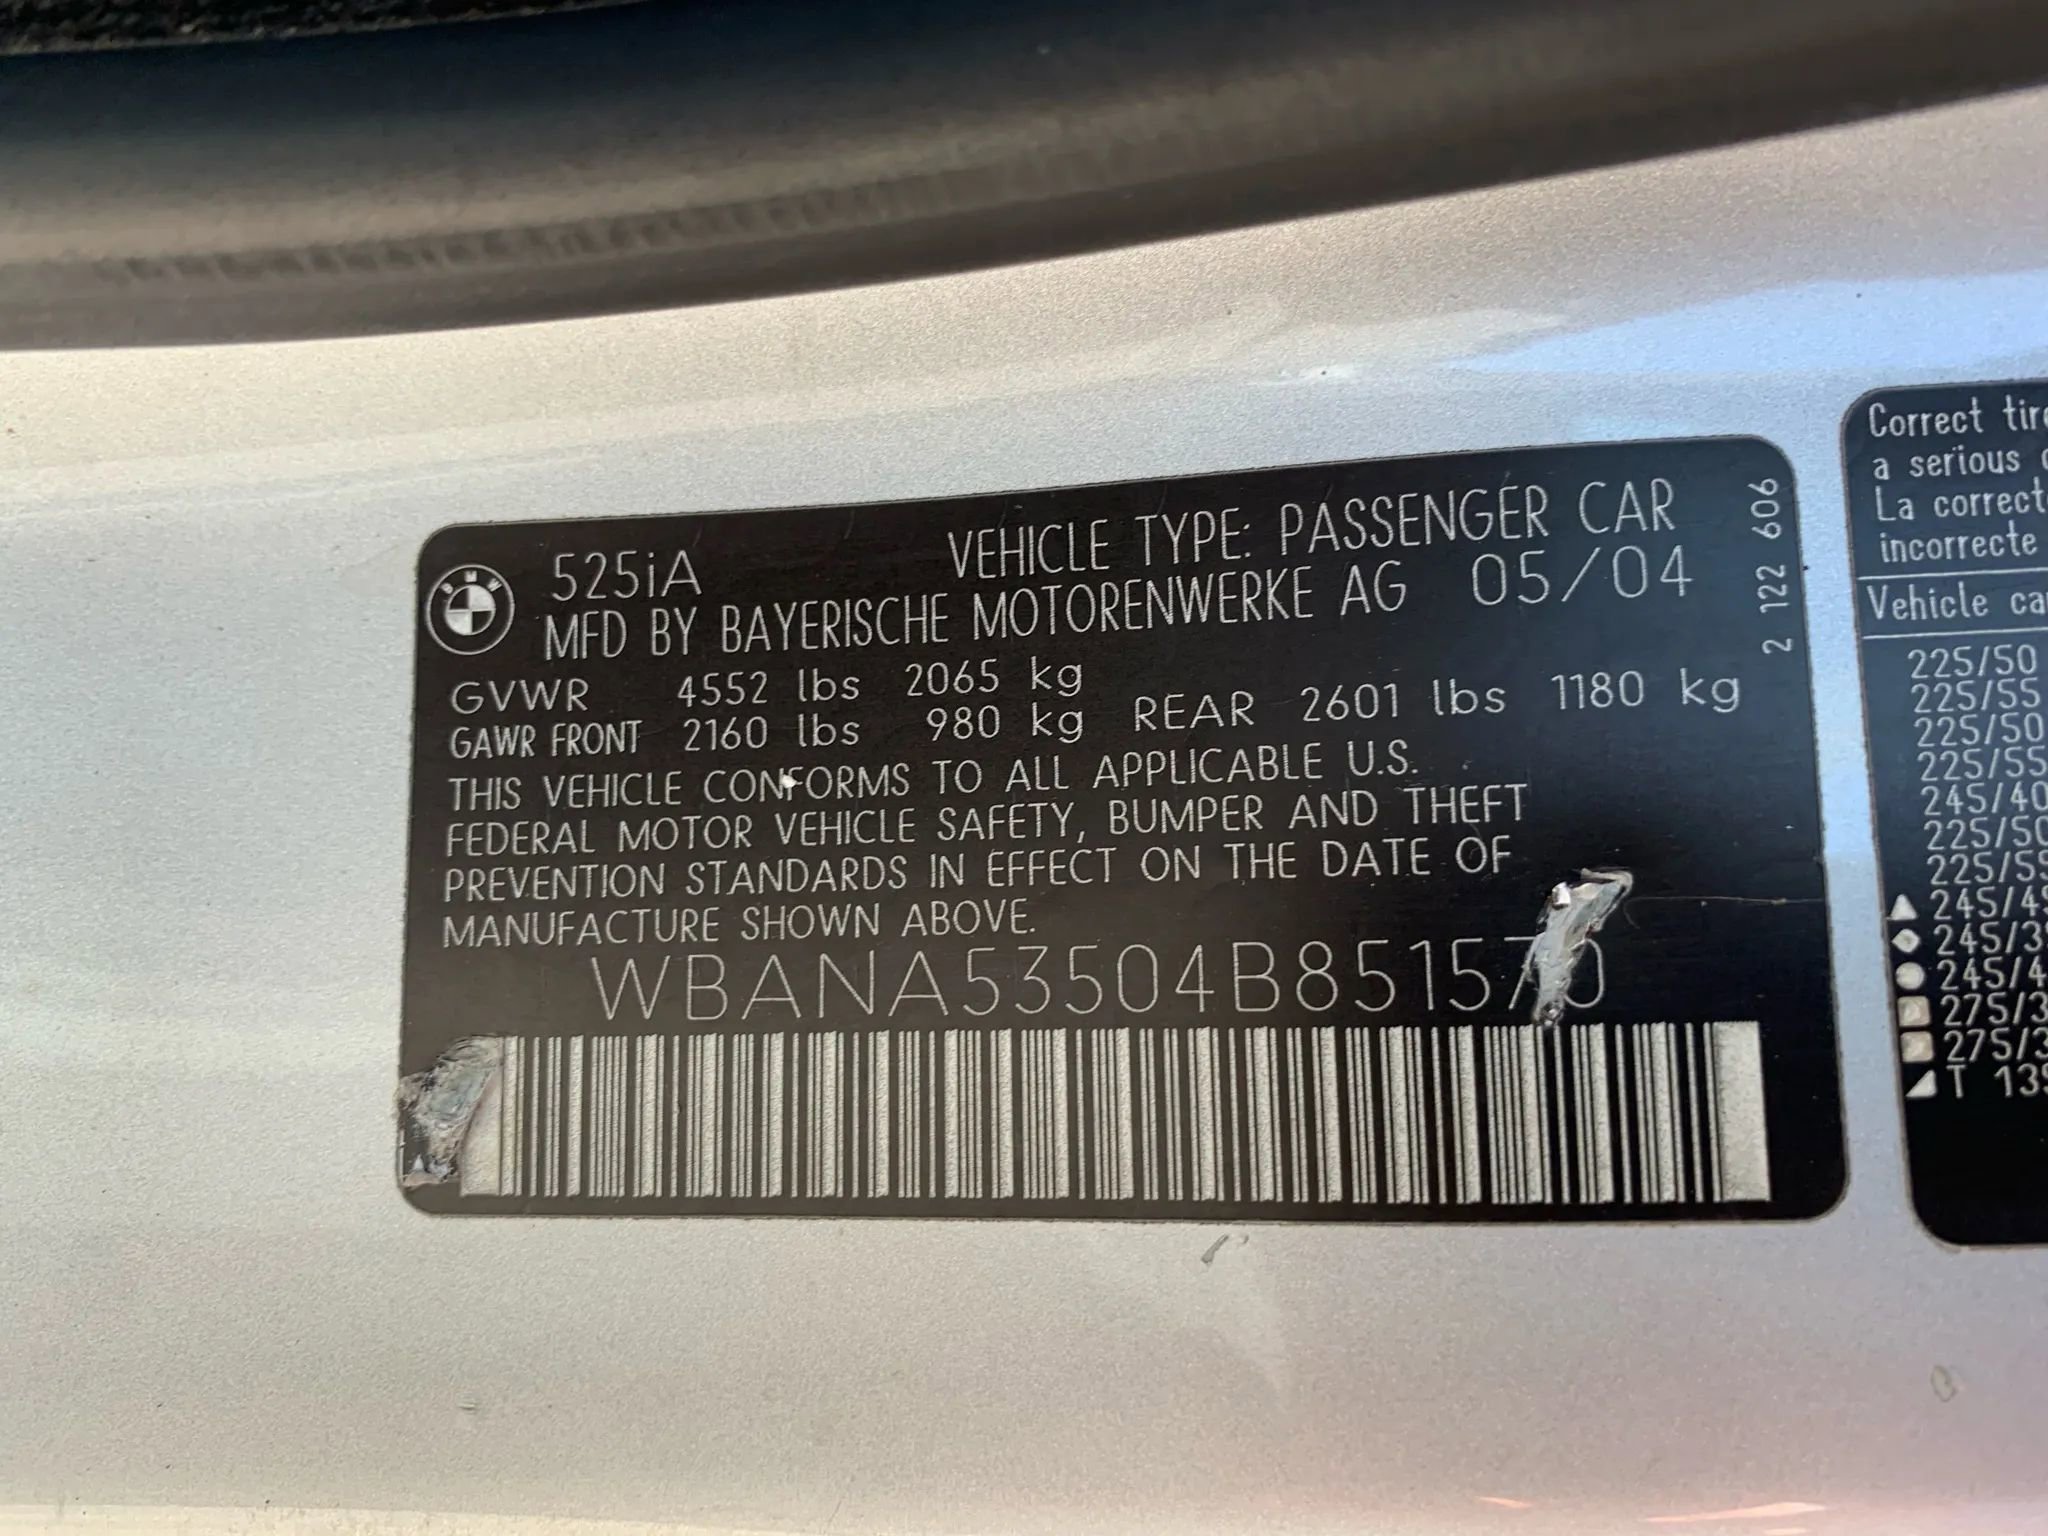 BMW
525iA
VEHICLE TYPE: PASSENGER CAR
MFD BY BAYERISCHE MOTORENWERKE AG 05/04
2 122 606
GVWR 4552 lbs 2065 kg
GAWR FRONT 2160 lbs 980 kg REAR 2601 lbs 1180 kg
THIS VEHICLE CONFORMS TO ALL APPLICABLE U.S.
FEDERAL MOTOR VEHICLE SAFETY, BUMPER AND THEFT
PREVENTION STANDARDS IN EFFECT ON THE DATE OF
MANUFACTURE SHOWN ABOVE.
WBANA53504B851570
Correct
a serious
La
incorrecte
Vehicle
225/50
225/55
225/50
225/55
245/40
225/50
225/55
T